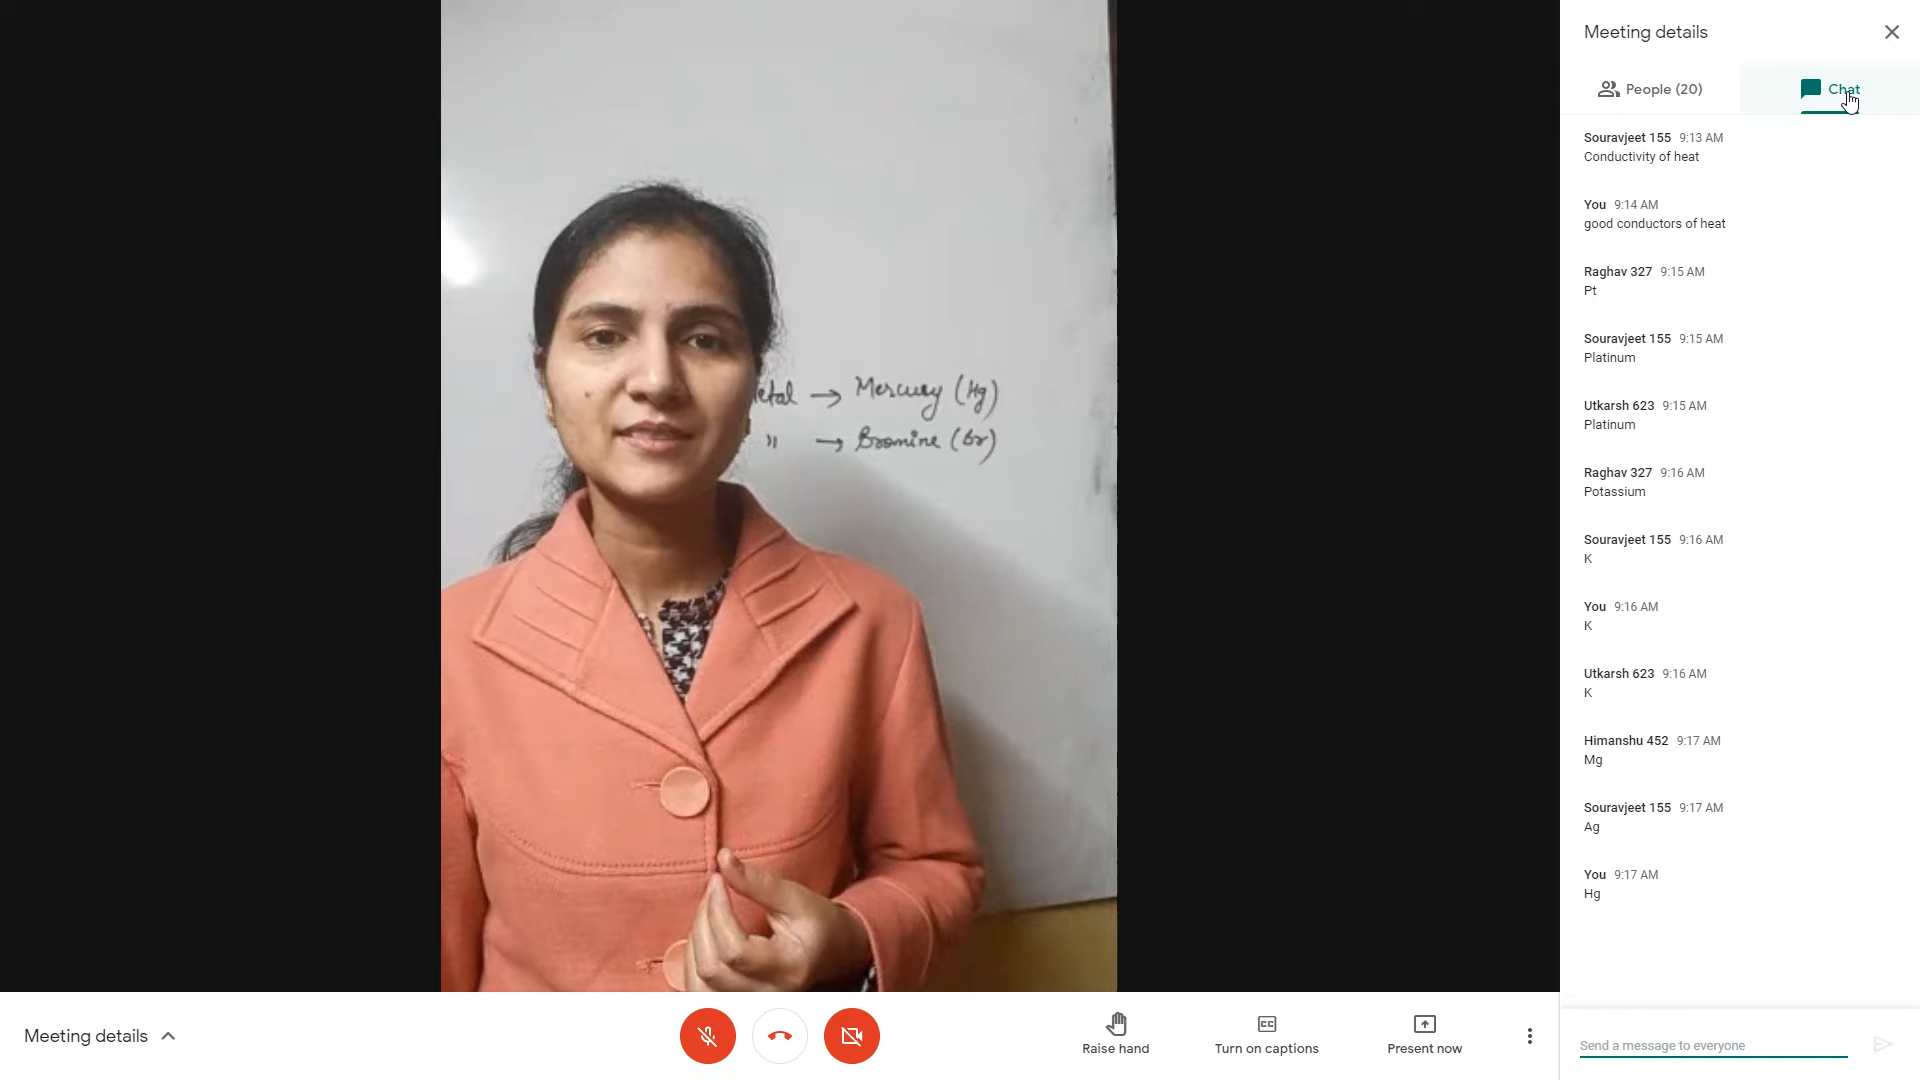 Meeting details
People (20)
Chat
Souravjeet 155 9:13 AM
Conductivity of heat
You 9:14 AM
good conductors of heat
Raghav 327 9:15 AM
Pt
Souravjeet 155 9:15 AM
Platinum
Utkarsh 623 9:15 AM
Platinum
Raghav 327 9:16 AM
Potassium
Souravjeet 155 9:16 AM
K
You 9:16 AM
K
Utkarsh 623 9:16 AM
K
Himanshu 452 9:17 AM
Mg
Souravjeet 155 9:17 AM
Ag
You 9:17 AM
Hg
Send a message to everyone
etal → Mercury (Hg)
" → Bromine (Br)
Meeting details
Raise hand
CC
Turn on captions
Present now